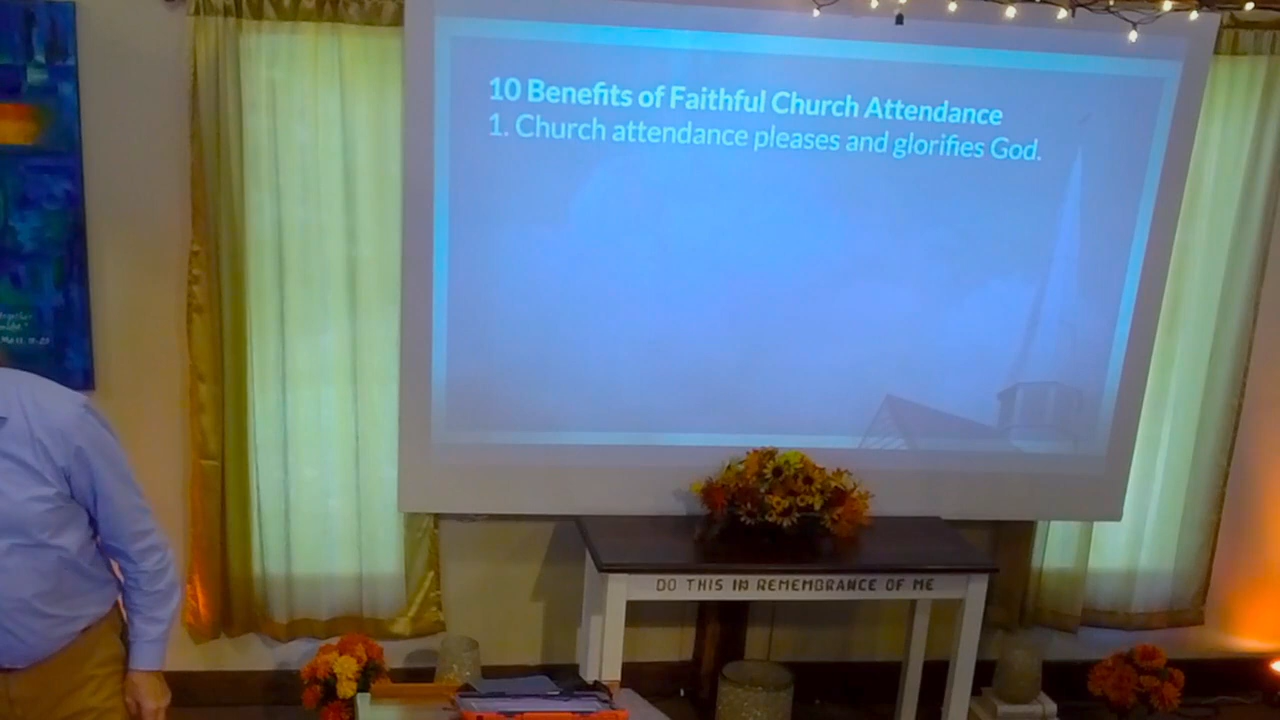 10 Benefits of Faithful Church Attendance
1. Church attendance pleases and glorifies God.
together
DO THIS IN REMEMBRANCE OF ME